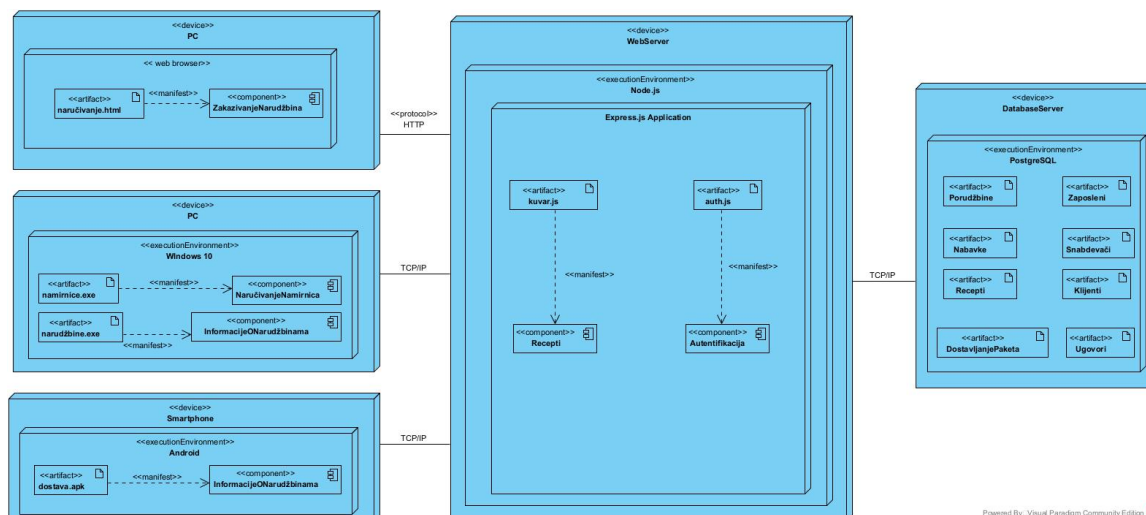 <<device>>
PC
<< web browser>>
<<artifact>>
naručivanje.html
<<manifest>>
<<component>>
ZakazivanjeNarudžbina
<<device>>
PC
<<executionEnvironment>>
WIndows 10
<<artifact>>
namirnice.exe
<<manifest>>
<<component>>
NaručivanjeNamirnica
<<artifact>>
narudžbine.exe
<<manifest>>
<<component>>
InformacijeONarudžbinama
<<device>>
Smartphone
<<executionEnvironment>>
Android
<<artifact>>
dostava.apk
<<manifest>>
<<component>>
InformacijeONarudžbinama
<<protocol>>
HTTP
TCP/IP
TCP/IP
<<device>>
WebServer
<<executionEnvironment>>
Node.js
Express.js Application
<<artifact>>
kuvar.js
<<artifact>>
auth.js
<<manifest>>
<<manifest>>
<<component>>
Recepti
<<component>>
Autentifikacija
TCP/IP
<<device>>
DatabaseServer
<<executionEnvironment>>
PostgreSQL
<<artifact>>
Porudžbine
<<artifact>>
Zaposleni
<<artifact>>
Nabavke
<<artifact>>
Snabdevači
<<artifact>>
Recepti
<<artifact>>
Klijenti
<<artifact>>
DostavljanjePaketa
<<artifact>>
Ugovori
Powered By: Visual Paradigm Community Edition